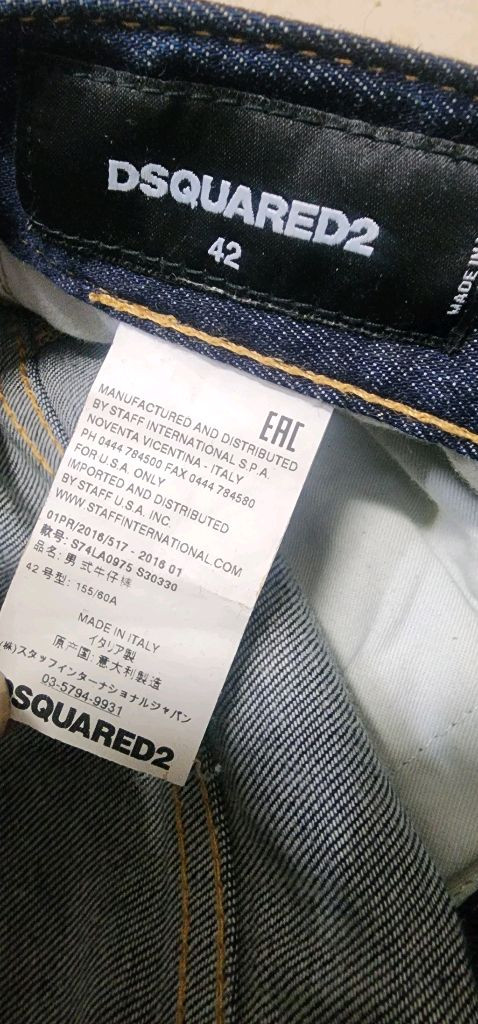 DSQUARED2
42
MADE IN
EAC
MANUFACTURED AND DISTRIBUTED
BY STAFF INTERNATIONAL S.P.A.
NOVENTA VICENTINA - ITALY
PH 0444 784500 FAX 0444 784580
FOR U.S.A. ONLY
IMPORTED AND DISTRIBUTED
BY STAFF U.S.A. INC.
WWW.STAFFINTERNATIONAL.COM
01PR/2016/517 - 2016 01
款号: S74LA0975 S30330
品名: 男式牛仔裤
42 号型: 155/60A
MADE IN ITALY
イタリア製
原产国: 意大利製造
(株)スタッフインターナショナルジャパン
03-5794-9931
DSQUARED2